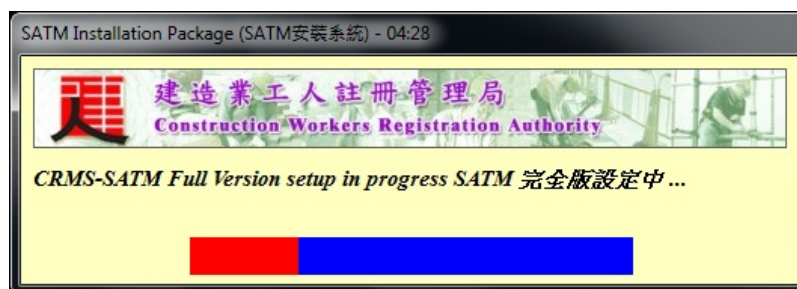 SATM Installation Package (SATM安裝系統) - 04:28
建造業工人註冊管理局
Construction Workers Registration Authority
CRMS-SATM Full Version setup in progress SATM 完全版設定中 ...